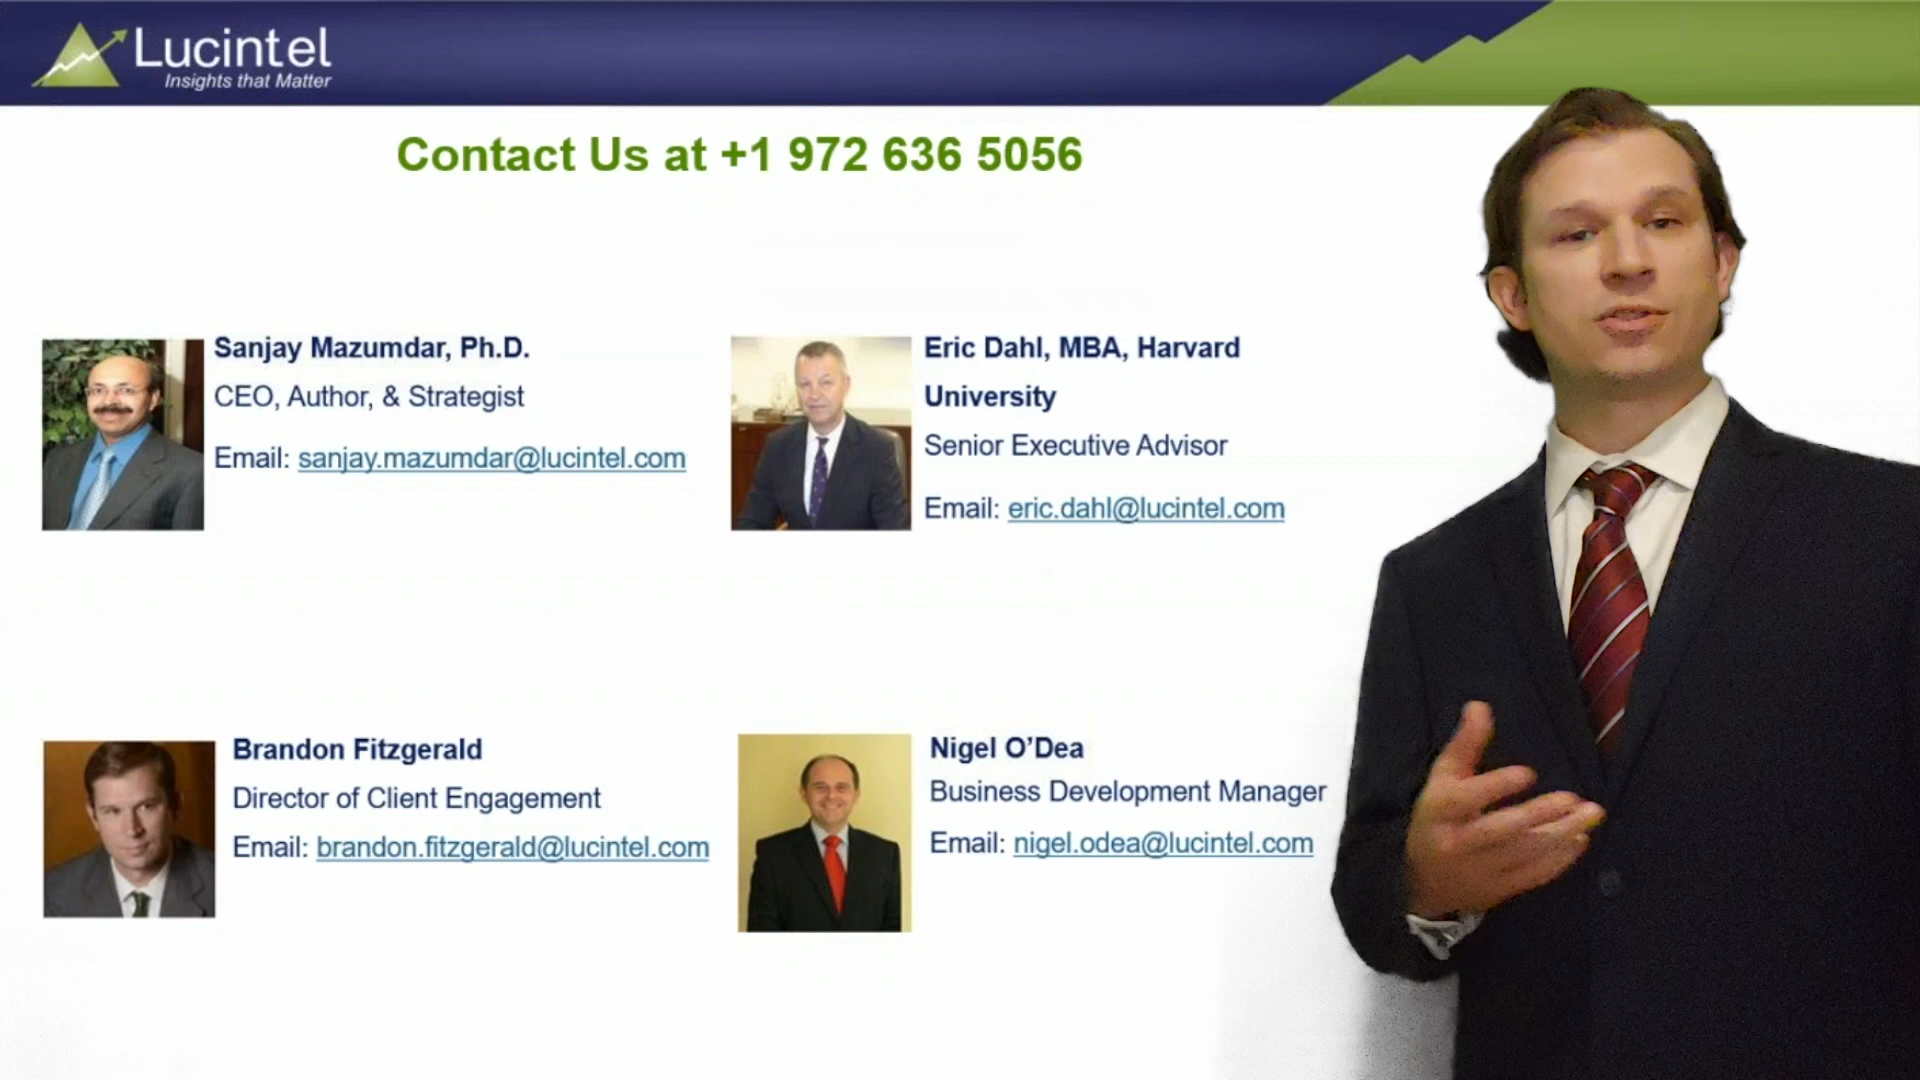 Lucintel
Insights that Matter
Contact Us at +1 972 636 5056
Sanjay Mazumdar, Ph.D.
CEO, Author, & Strategist
Email: sanjay.mazumdar@lucintel.com
Eric Dahl, MBA, Harvard
University
Senior Executive Advisor
Email: eric.dahl@lucintel.com
Brandon Fitzgerald
Director of Client Engagement
Email: brandon.fitzgerald@lucintel.com
Nigel O’Dea
Business Development Manager
Email: nigel.odea@lucintel.com